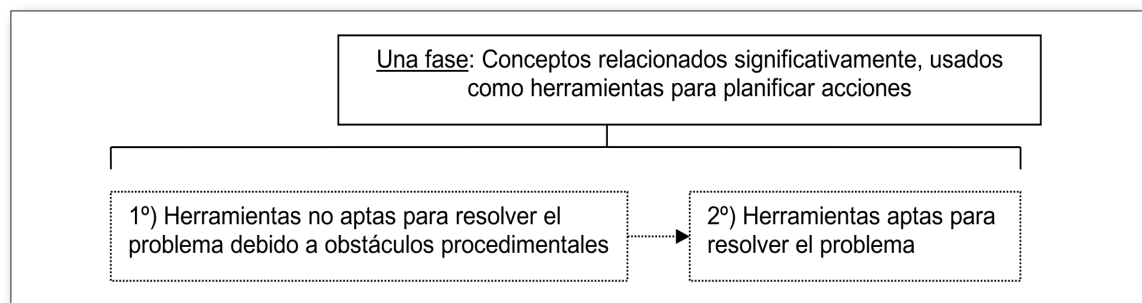 Una fase: Conceptos relacionados significativamente, usados
como herramientas para planificar acciones
1º) Herramientas no aptas para resolver el
problema debido a obstáculos procedimentales
2º) Herramientas aptas para
resolver el problema